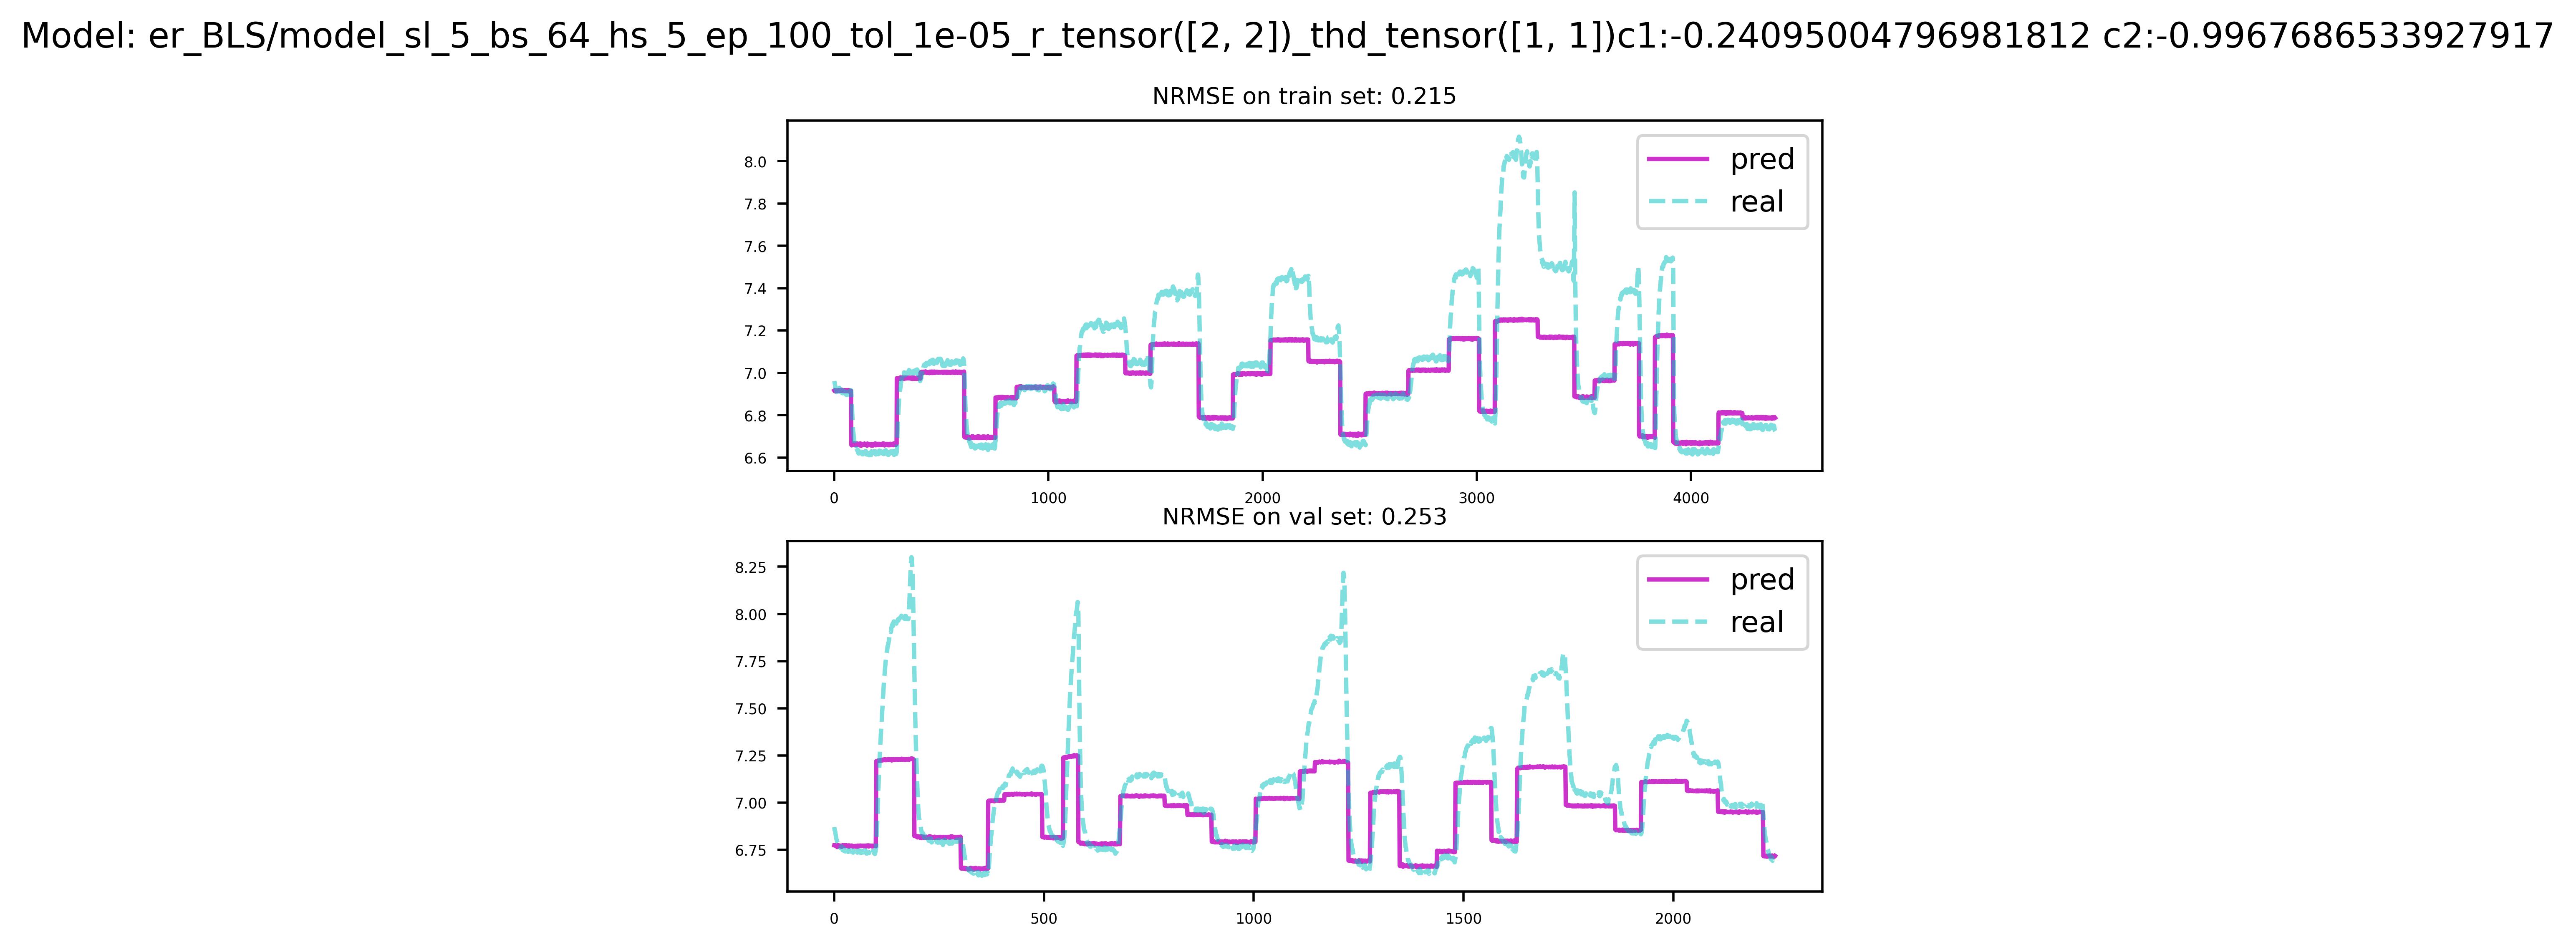 Model: er_BLS/model_sl_5_bs_64_hs_5_ep_100_tol_1e-05_r_tensor([2, 2])_thd_tensor([1, 1])c1:-0.24095004796981812 c2:-0.9967686533927917
NRMSE on train set: 0.215
8.0
7.8
7.6
7.4
7.2
7.0
6.8
6.6
pred
real
0 1000 2000 3000 4000
NRMSE on val set: 0.253
8.25
8.00
7.75
7.50
7.25
7.00
6.75
pred
real
0 500 1000 1500 2000